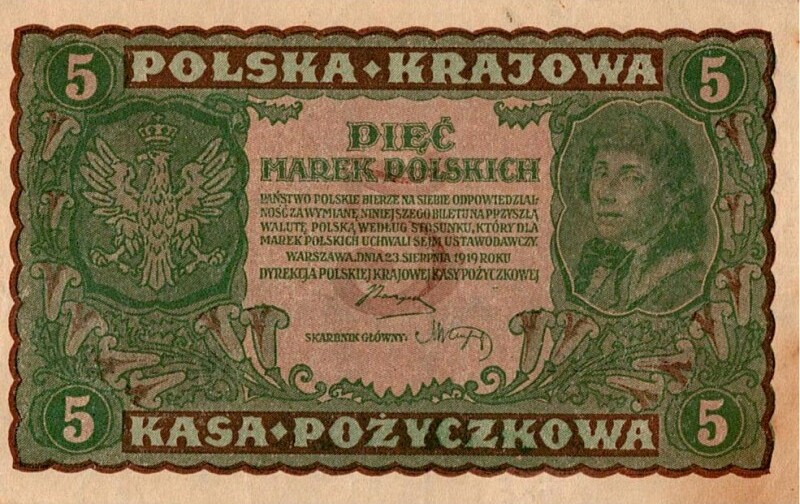 5 POLSKA·KRAJOWA 5
PIĘĆ
MAREK POLSKICH
PAŃSTWO POLSKIE BIERZE NA SIEBIE ODPOWIEDZIAL
NOŚĆ ZA WYMIANĘ NINIEJSZEGO BILETU NA PRZYSZŁĄ
WALUTĘ POLSKĄ WEDŁUG STOSUNKU, KTÓRY DLA
MAREK POLSKICH UCHWALI SEJM USTAWODAWCZY.
WARSZAWA, DNIA 23. SIERPNIA 1919 ROKU
DYREKCJA POLSKIEJ KRAJOWEJ KASY POŻYCZKOWEJ
SKARBNIK GŁÓWNY:
5 KASA·POŻYCZKOWA 5